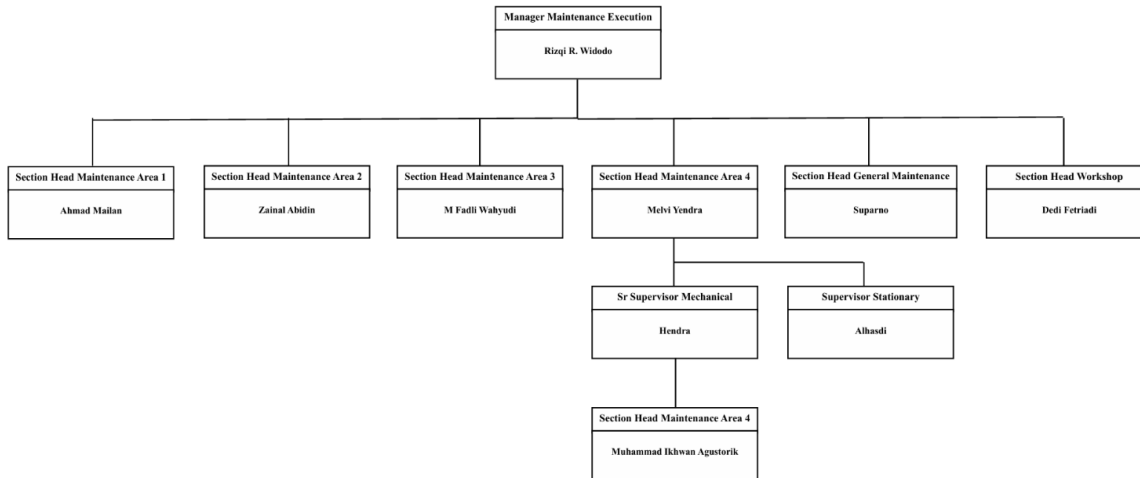 Manager Maintenance Execution
Rizqi R. Widodo
Section Head Maintenance Area 1
Ahmad Mailan
Section Head Maintenance Area 2
Zainal Abidin
Section Head Maintenance Area 3
M Fadli Wahyudi
Section Head Maintenance Area 4
Melvi Yendra
Section Head General Maintenance
Suparno
Section Head Workshop
Dedi Fetriadi
Sr Supervisor Mechanical
Hendra
Supervisor Stationary
Alhasdi
Section Head Maintenance Area 4
Muhammad Ikhwan Agustorik